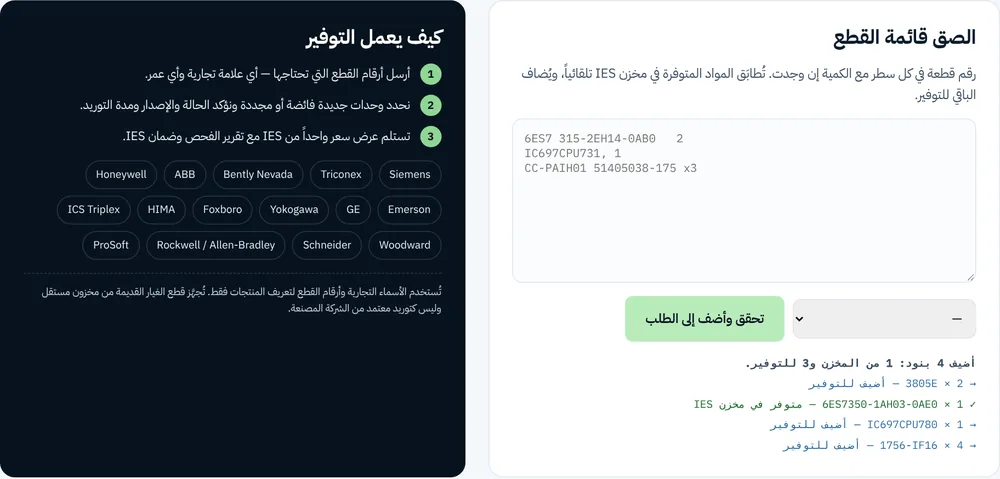 الصق قائمة القطع
رقم قطعة في كل سطر مع الكمية إن وجدت. تُطابَق المواد المتوفرة في مخزن IES تلقائياً، ويُضاف
الباقي للتوفير.
6ES7 315-2EH14-0AB0   2
IC697CPU731, 1
CC-PAIH01 51405038-175 x3
—
تحقق وأضف إلى الطلب
أضيف 4 بنود: 1 من المخزن و3 للتوفير.
→ 2 × 3805E — أضيف للتوفير
✓ 1 × 6ES7350-1AH03-0AE0 — متوفر في مخزن IES
→ 1 × IC697CPU780 — أضيف للتوفير
→ 4 × 1756-IF16 — أضيف للتوفير
كيف يعمل التوفير
1 أرسل أرقام القطع التي تحتاجها — أي علامة تجارية وأي عمر.
2 نحدد وحدات جديدة فائضة أو مجددة ونؤكد الحالة والإصدار ومدة التوريد.
3 تستلم عرض سعر واحداً من IES مع تقرير الفحص وضمان IES.
Siemens Triconex Bently Nevada ABB Honeywell
Emerson GE Yokogawa Foxboro HIMA ICS Triplex
Woodward Schneider Rockwell / Allen-Bradley ProSoft
تُستخدم الأسماء التجارية وأرقام القطع لتعريف المنتجات فقط. تُجهَّز قطع الغيار القديمة من مخزون مستقل
وليس كتوريد معتمد من الشركة المصنعة.